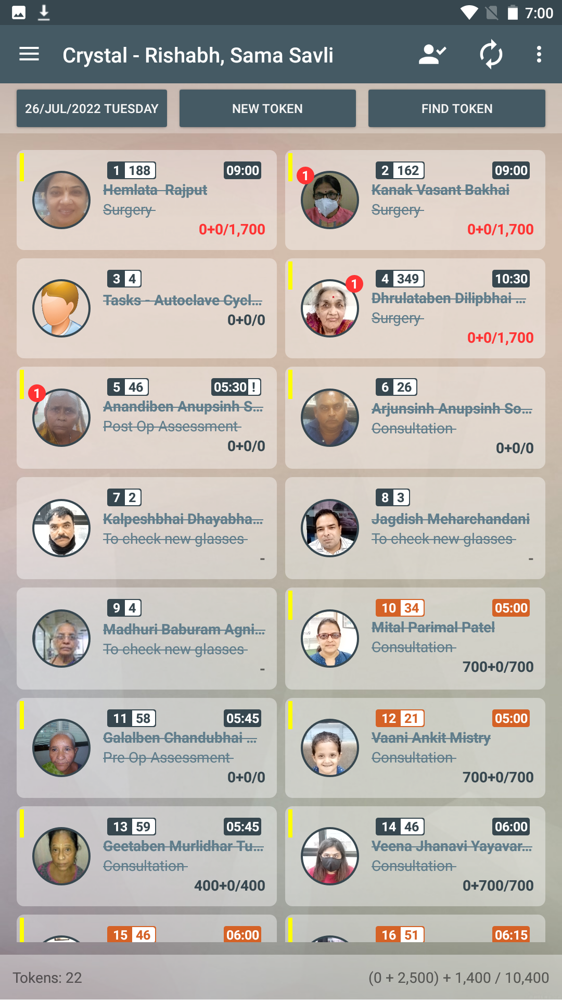 7:00
Crystal - Rishabh, Sama Savli
26/JUL/2022 TUESDAY NEW TOKEN FIND TOKEN
1 188 09:00
Hemlata Rajput
Surgery
0+0/1,700
1
2 162 09:00
Kanak Vasant Bakhai
Surgery
0+0/1,700
3 4
Tasks - Autoclave Cycl...
0+0/0
1
4 349 10:30
Dhrulataben Dilipbhai ...
Surgery
0+0/1,700
1
5 46 05:30 !
Anandiben Anupsinh S...
Post Op Assessment
0+0/0
6 26
Arjunsinh Anupsinh So...
Consultation
0+0/0
7 2
Kalpeshbhai Dhayabha...
To check new glasses
-
8 3
Jagdish Meharchandani
To check new glasses
-
9 4
Madhuri Baburam Agni...
To check new glasses
-
10 34 05:00
Mital Parimal Patel
Consultation
700+0/700
11 58 05:45
Galalben Chandubhai ...
Pre Op Assessment
0+0/0
12 21 05:00
Vaani Ankit Mistry
Consultation
700+0/700
13 59 05:45
Geetaben Murlidhar Tu...
Consultation
400+0/400
14 46 06:00
Veena Jhanavi Yayavar...
Consultation
0+700/700
15 46 06:00
16 51 06:15
Tokens: 22 (0 + 2,500) + 1,400 / 10,400